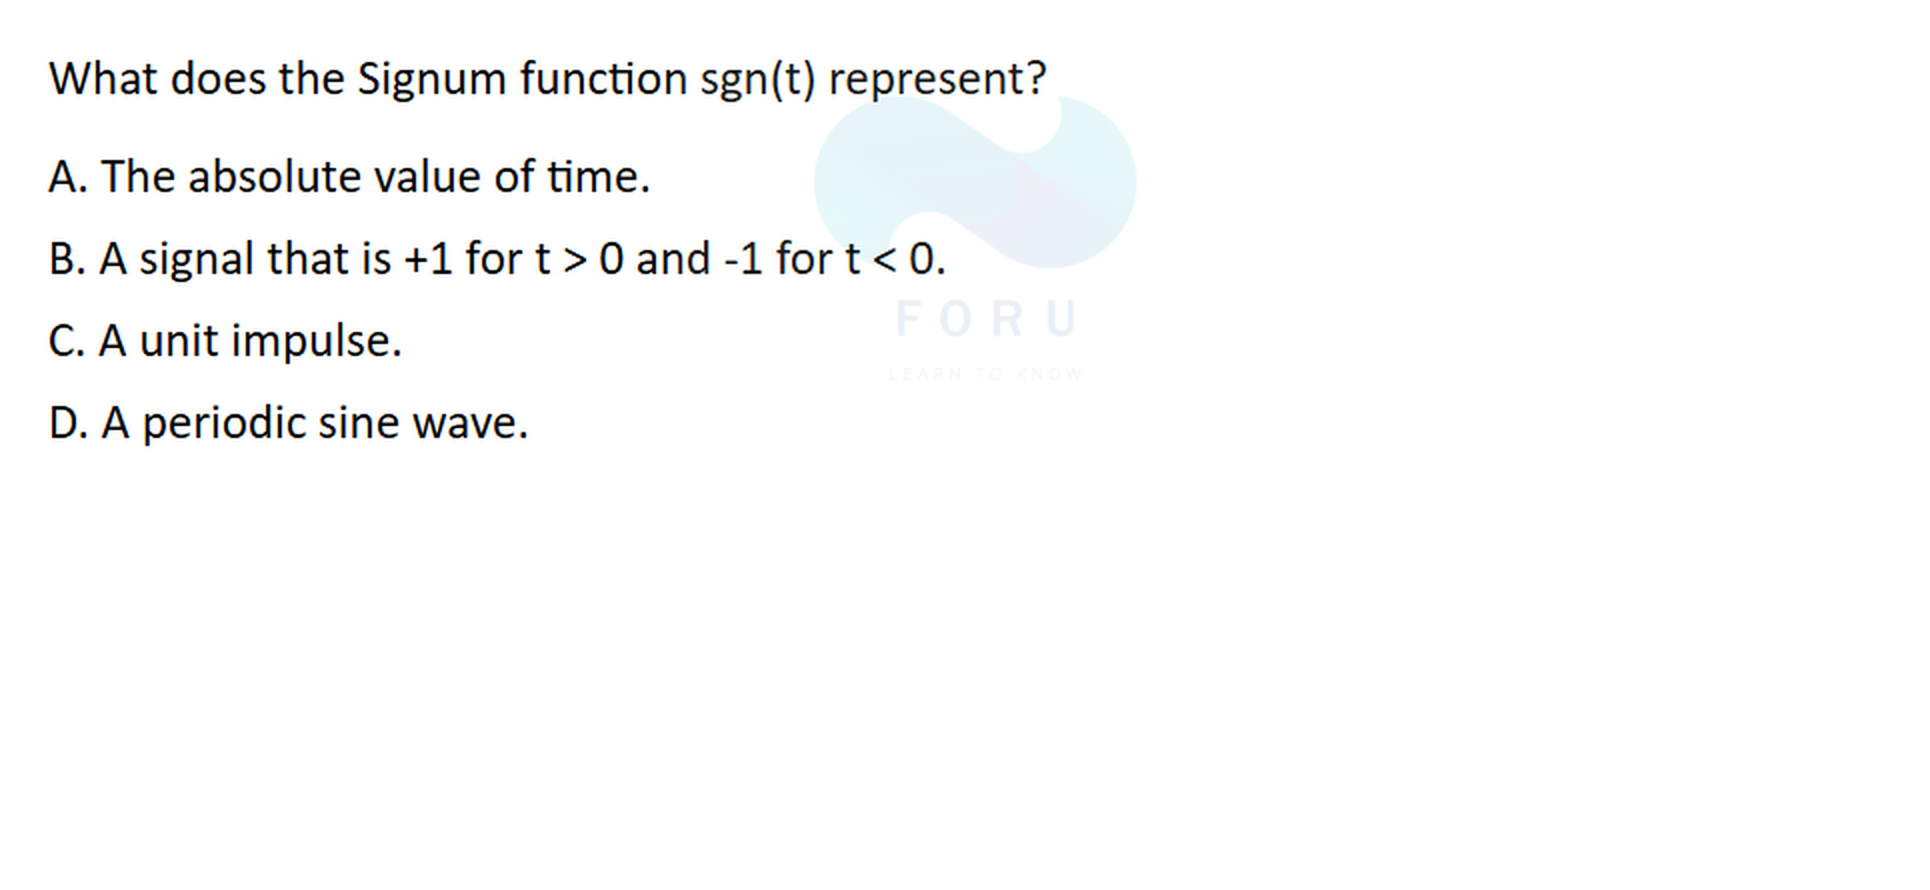 What does the Signum function sgn(t) represent?
A. The absolute value of time.
B. A signal that is +1 for t > 0 and -1 for t < 0.
C. A unit impulse.
D. A periodic sine wave.
FORU
LEARN TO KNOW